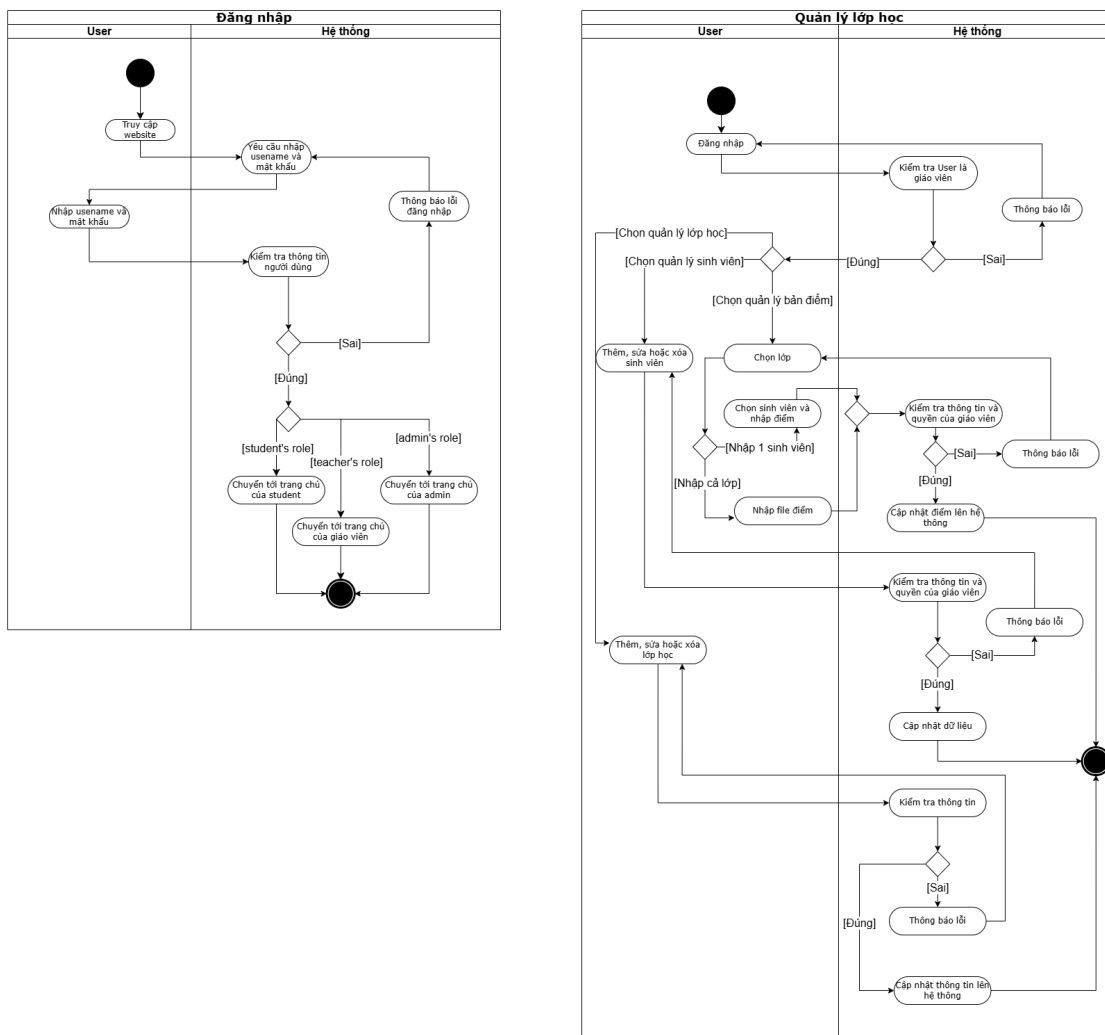 Đăng nhập
User
Hệ thống
Truy cập
website
Yêu cầu nhập
usename và
mật khẩu
Nhập usename và
mật khẩu
Thông báo lỗi
đăng nhập
Kiểm tra thông tin
người dùng
[Sai]
[Đúng]
[student's role]
[teacher's role]
[admin's role]
Chuyển tới trang chủ
của student
Chuyển tới trang chủ
của admin
Chuyển tới trang chủ
của giáo viên
Quản lý lớp học
User
Hệ thống
Đăng nhập
Kiểm tra User là
giáo viên
Thông báo lỗi
[Chọn quản lý lớp học]
[Chọn quản lý sinh viên]
[Đúng]
[Sai]
[Chọn quản lý bản điểm]
Thêm, sửa hoặc xóa
sinh viên
Chọn lớp
Chọn sinh viên và
nhập điểm
Kiểm tra thông tin và
quyền của giáo viên
[Nhập 1 sinh viên]
[Sai]
Thông báo lỗi
[Nhập cả lớp]
[Đúng]
Nhập file điểm
Cập nhật điểm lên hệ
thông
Kiểm tra thông tin và
quyền của giáo viên
Thông báo lỗi
Thêm, sửa hoặc xóa
lớp học
[Sai]
[Đúng]
Cập nhật dữ liệu
Kiểm tra thông tin
[Sai]
Thông báo lỗi
[Đúng]
Cập nhật thông tin lên
hệ thông